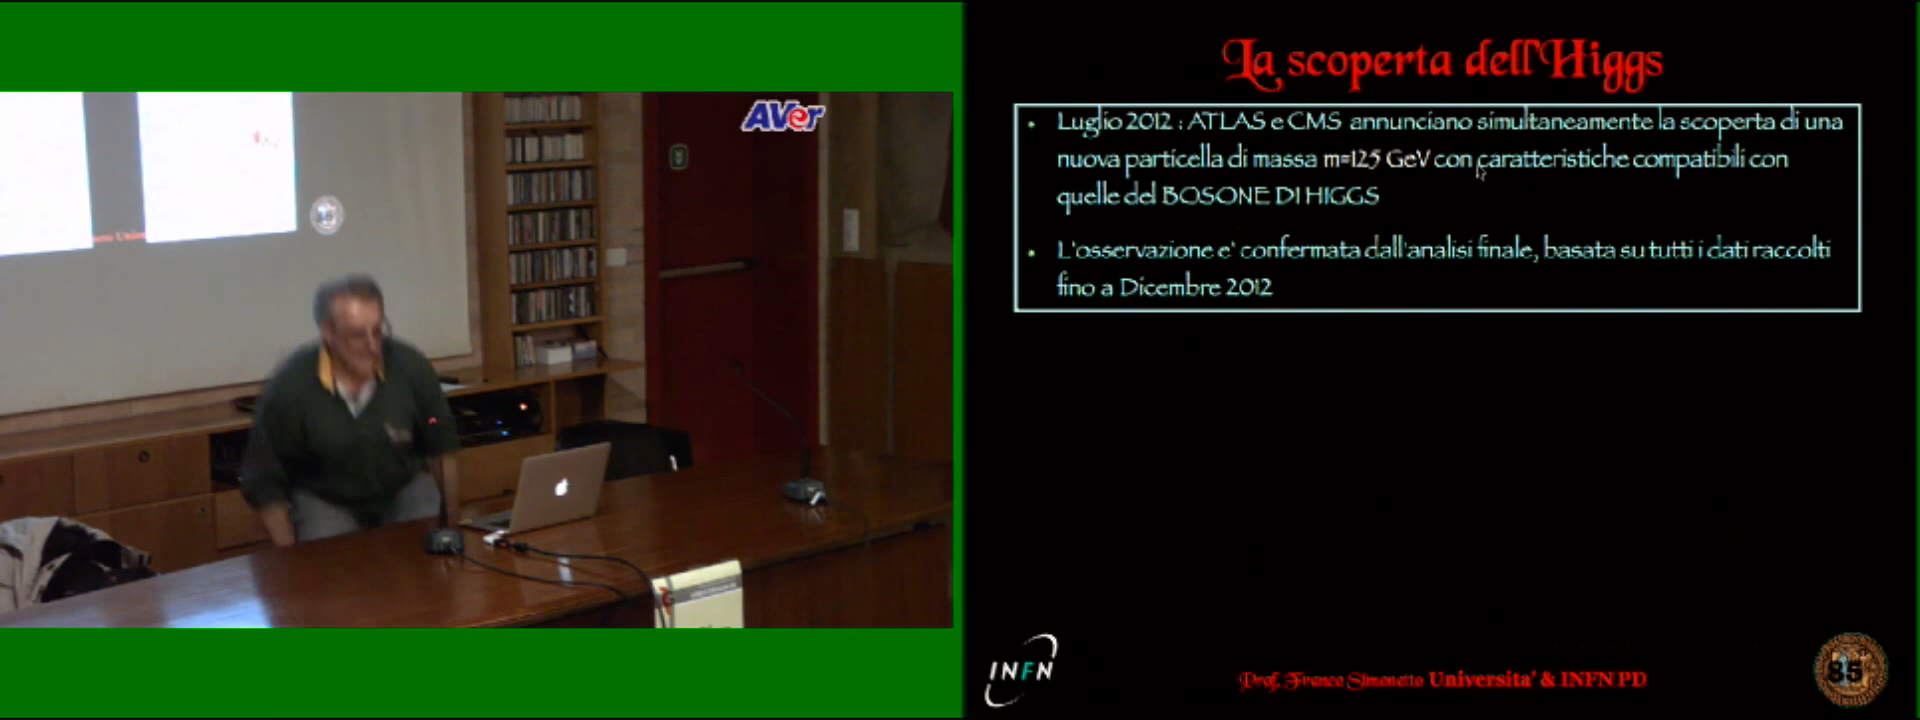 AVer
La scoperta dell'Higgs
• Luglio 2012 : ATLAS e CMS annunciano simultaneamente la scoperta di una
nuova particella di massa m=125 GeV con caratteristiche compatibili con
quelle del BOSONE DI HIGGS
• L'osservazione e' confermata dall'analisi finale, basata su tutti i dati raccolti
fino a Dicembre 2012
INFN
Prof. Franco Simonetto Universita' & INFN PD
85